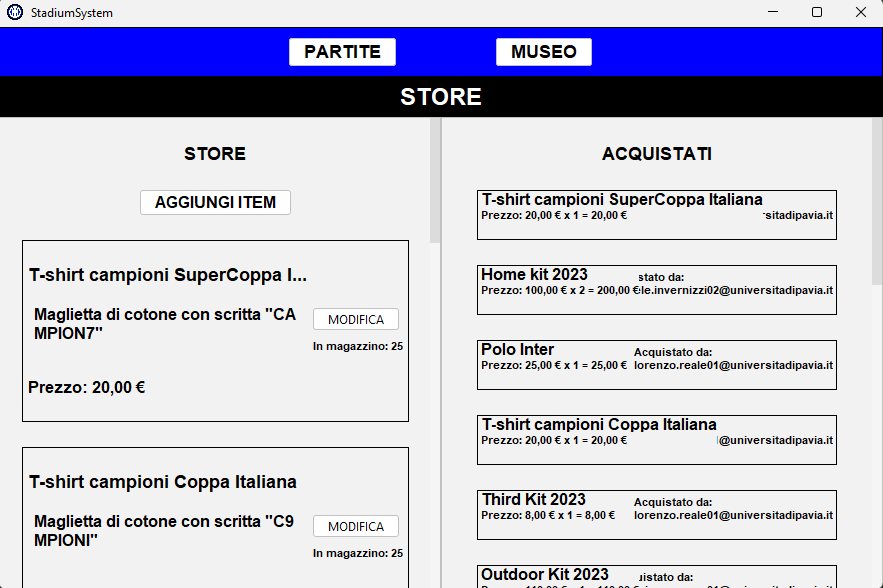 StadiumSystem
PARTITE
MUSEO
STORE
STORE
AGGIUNGI ITEM
T-shirt campioni SuperCoppa I...
Maglietta di cotone con scritta "CA
MPION7"
MODIFICA
In magazzino: 25
Prezzo: 20,00 €
T-shirt campioni Coppa Italiana
Maglietta di cotone con scritta "C9
MPIONI"
MODIFICA
In magazzino: 25
ACQUISTATI
T-shirt campioni SuperCoppa Italiana
Prezzo: 20,00 € x 1 = 20,00 €
sitadipavia.it
Home kit 2023
stato da:
Prezzo: 100,00 € x 2 = 200,00 €
le.invernizzi02@universitadipavia.it
Polo Inter
Acquistato da:
Prezzo: 25,00 € x 1 = 25,00 €
lorenzo.reale01@universitadipavia.it
T-shirt campioni Coppa Italiana
Prezzo: 20,00 € x 1 = 20,00 €
@universitadipavia.it
Third Kit 2023
Acquistato da:
Prezzo: 8,00 € x 1 = 8,00 €
lorenzo.reale01@universitadipavia.it
Outdoor Kit 2023
istato da: